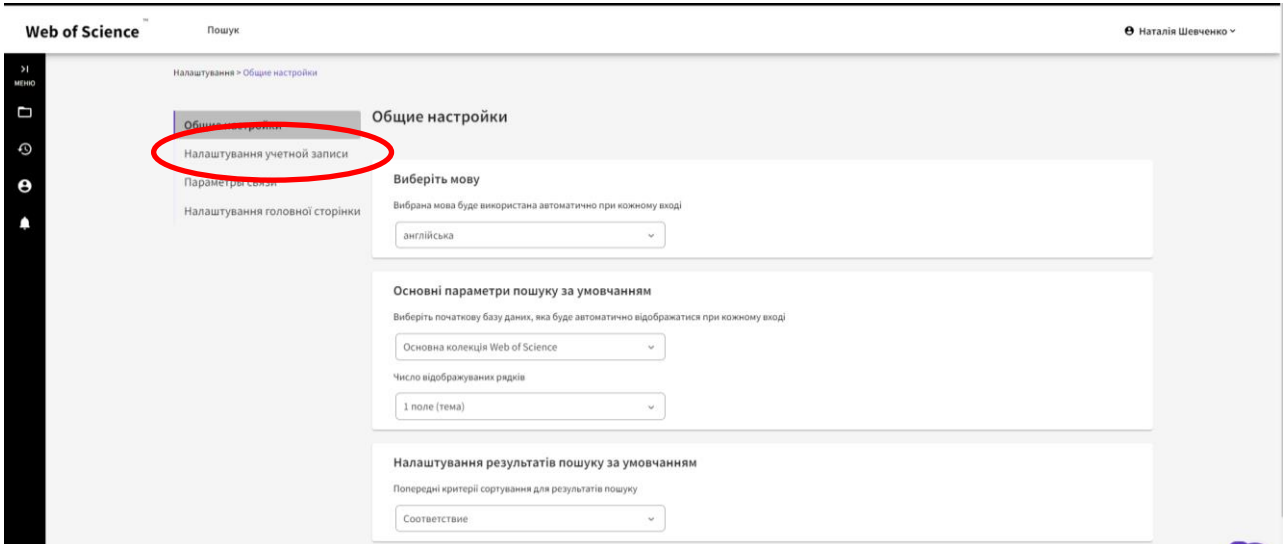 Web of Science™
Пошук
Наталія Шевченко
МЕНЮ
Налаштування > Общие настройки
Общие настройки
Налаштування учетной записи
Параметры связи
Налаштування головної сторінки
Общие настройки
Виберіть мову
Вибрана мова буде використана автоматично при кожному вході
англійська
Основні параметри пошуку за умовчанням
Виберіть початкову базу даних, яка буде автоматично відображатися при кожному вході
Основна колекція Web of Science
Число відображуваних рядків
1 поле (тема)
Налаштування результатів пошуку за умовчанням
Попередні критерії сортування для результатів пошуку
Соответствие